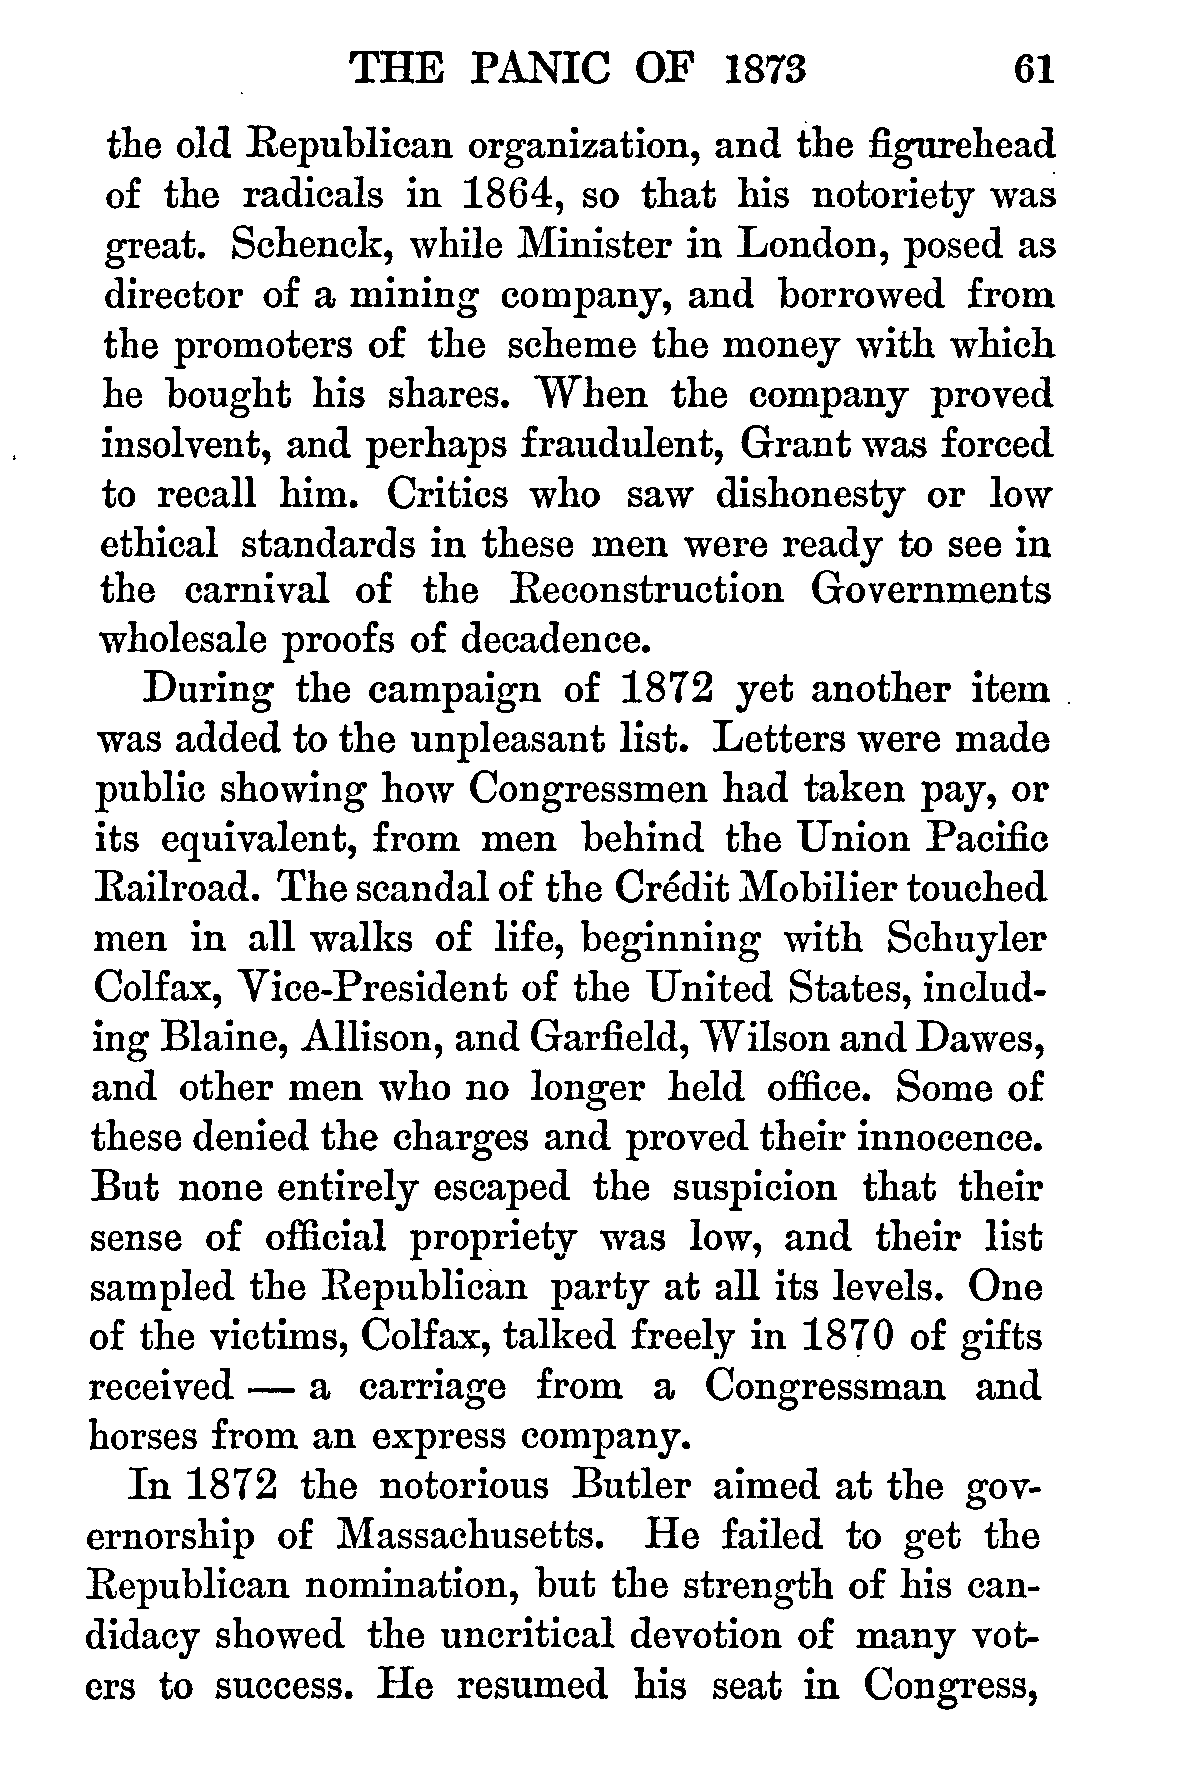 THE PANIC OF 1873 61
the old Republican organization, and the figurehead
of the radicals in 1864, so that his notoriety was
great. Schenck, while Minister in London, posed as
director of a mining company, and borrowed from
the promoters of the scheme the money with which
he bought his shares. When the company proved
insolvent, and perhaps fraudulent, Grant was forced
to recall him. Critics who saw dishonesty or low
ethical standards in these men were ready to see in
the carnival of the Reconstruction Governments
wholesale proofs of decadence.
During the campaign of 1872 yet another item
was added to the unpleasant list. Letters were made
public showing how Congressmen had taken pay, or
its equivalent, from men behind the Union Pacific
Railroad. The scandal of the Crédit Mobilier touched
men in all walks of life, beginning with Schuyler
Colfax, Vice-President of the United States, includ-
ing Blaine, Allison, and Garfield, Wilson and Dawes,
and other men who no longer held office. Some of
these denied the charges and proved their innocence.
But none entirely escaped the suspicion that their
sense of official propriety was low, and their list
sampled the Republican party at all its levels. One
of the victims, Colfax, talked freely in 1870 of gifts
received — a carriage from a Congressman and
horses from an express company.
In 1872 the notorious Butler aimed at the gov-
ernorship of Massachusetts. He failed to get the
Republican nomination, but the strength of his can-
didacy showed the uncritical devotion of many vot-
ers to success. He resumed his seat in Congress,